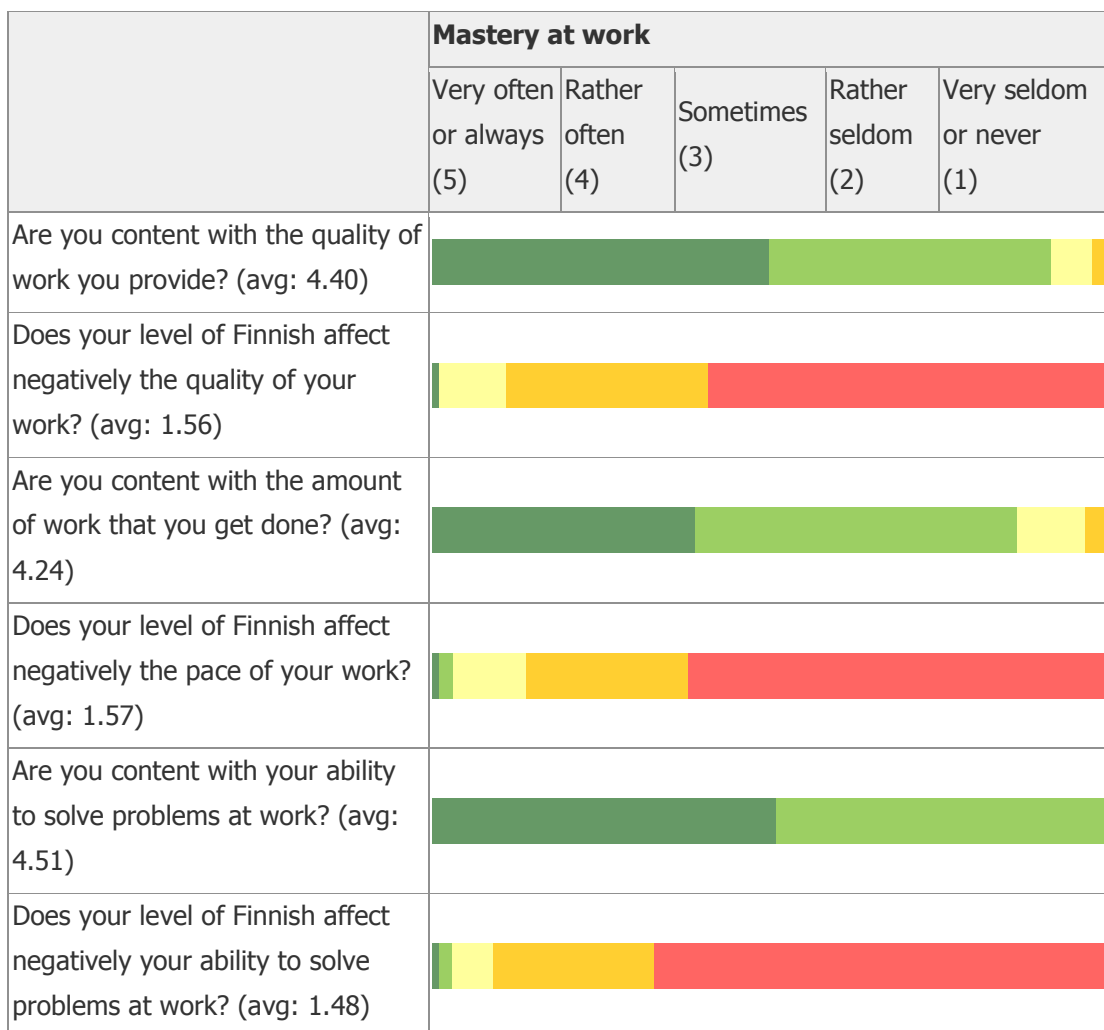 Mastery at work
Very often
or always
(5)
Rather
often
(4)
Sometimes
(3)
Rather
seldom
(2)
Very seldom
or never
(1)
Are you content with the quality of
work you provide? (avg: 4.40)
Does your level of Finnish affect
negatively the quality of your
work? (avg: 1.56)
Are you content with the amount
of work that you get done? (avg:
4.24)
Does your level of Finnish affect
negatively the pace of your work?
(avg: 1.57)
Are you content with your ability
to solve problems at work? (avg:
4.51)
Does your level of Finnish affect
negatively your ability to solve
problems at work? (avg: 1.48)